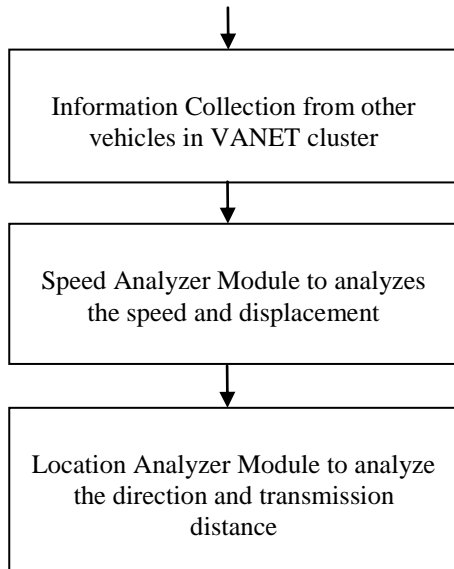 Information Collection from other
vehicles in VANET cluster
Speed Analyzer Module to analyzes
the speed and displacement
Location Analyzer Module to analyze
the direction and transmission
distance